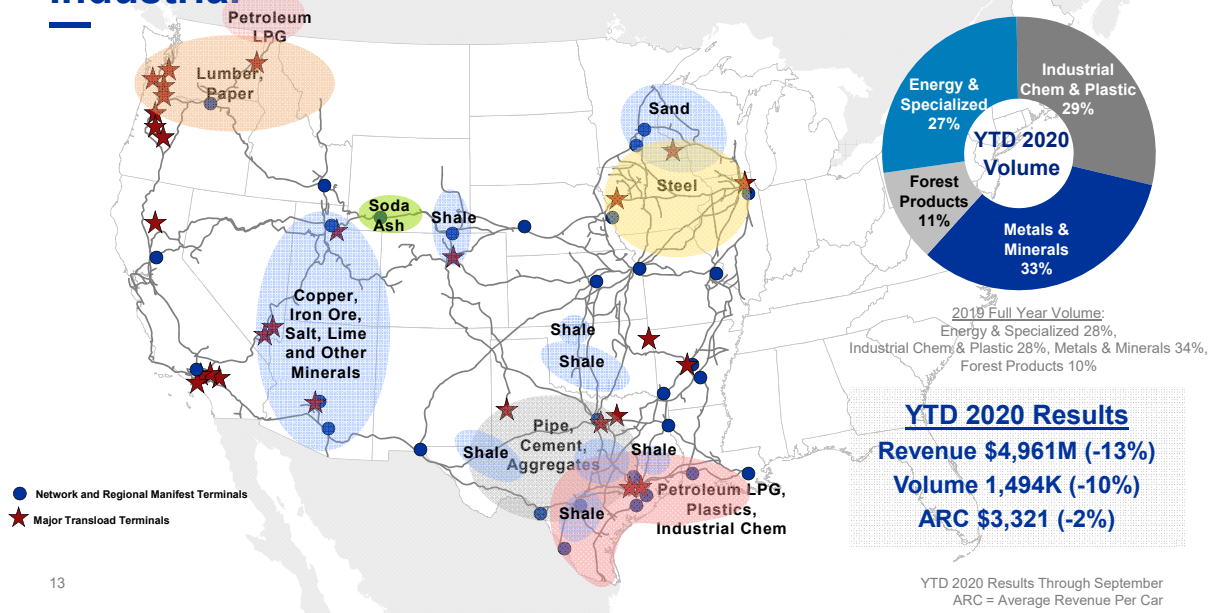 Industrial
Petroleum
LPG
Lumber,
Paper
Sand
Steel
Soda
Ash
Shale
Copper,
Iron Ore,
Salt, Lime
and Other
Minerals
Shale
Shale
Pipe,
Cement,
Aggregates
Shale
Shale
Petroleum LPG,
Plastics,
Industrial Chem
Shale
Network and Regional Manifest Terminals
Major Transload Terminals
Energy &
Specialized
27%
Industrial
Chem & Plastic
29%
YTD 2020
Volume
Forest
Products
11%
Metals &
Minerals
33%
2019 Full Year Volume:
Energy & Specialized 28%,
Industrial Chem & Plastic 28%, Metals & Minerals 34%,
Forest Products 10%
YTD 2020 Results
Revenue $4,961M (-13%)
Volume 1,494K (-10%)
ARC $3,321 (-2%)
13
YTD 2020 Results Through September
ARC = Average Revenue Per Car